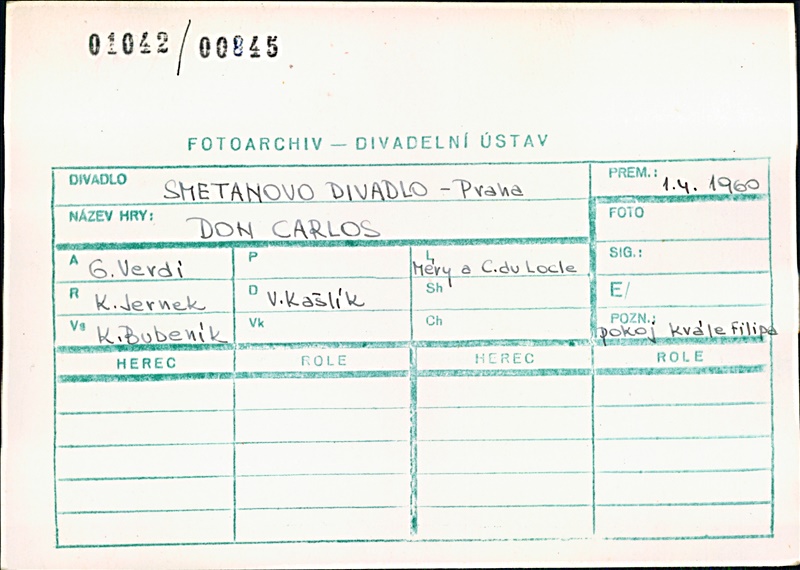 01042/00845
FOTOARCHIV — DIVADELNÍ ÚSTAV
DIVADLO SMETANOVO DIVADLO - Praha
PREM.: 1.4. 1960
NÁZEV HRY: DON CARLOS
FOTO
A G. Verdi
P
L Méry a C. du Locle
SIG.:
R K. Jernek
D V. Kašlík
Sh
E/
Vs K. Bubeník
Vk
Ch
POZN.: pokoj krále Filipa
HEREC ROLE HEREC ROLE